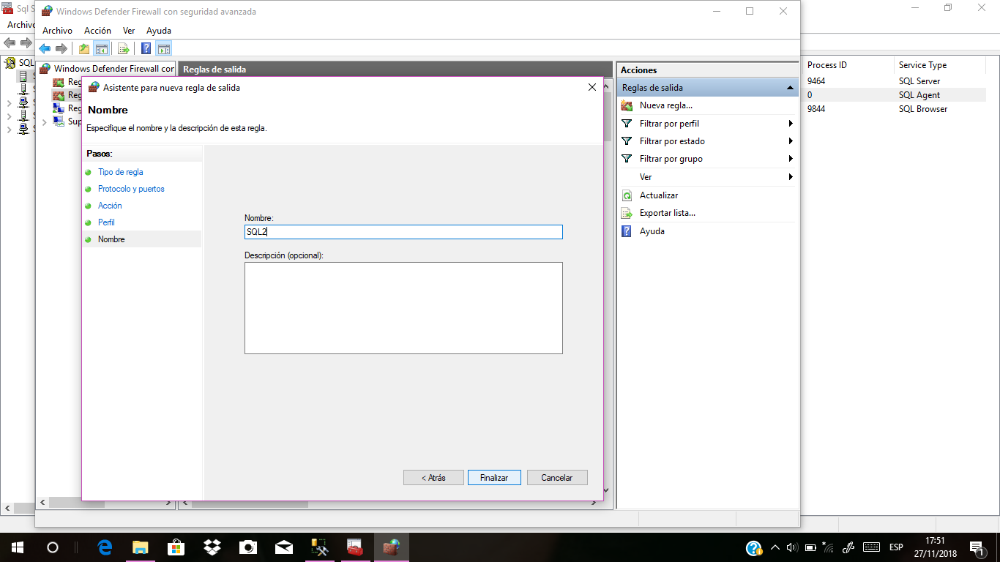 Sql S
Windows Defender Firewall con seguridad avanzada
Archivo
Archivo Acción Ver Ayuda
SQL
Windows Defender Firewall con
Reg
Reg
Reg
Sup
Reglas de salida
Asistente para nueva regla de salida
Nombre
Especifique el nombre y la descripción de esta regla.
Pasos:
Tipo de regla
Protocolo y puertos
Acción
Perfil
Nombre
Nombre:
SQL2
Descripción (opcional):
< Atrás
Finalizar
Cancelar
Acciones
Reglas de salida
Nueva regla...
Filtrar por perfil
Filtrar por estado
Filtrar por grupo
Ver
Actualizar
Exportar lista...
Ayuda
Process ID Service Type
9464 SQL Server
0 SQL Agent
9844 SQL Browser
ESP
17:51
27/11/2018
1